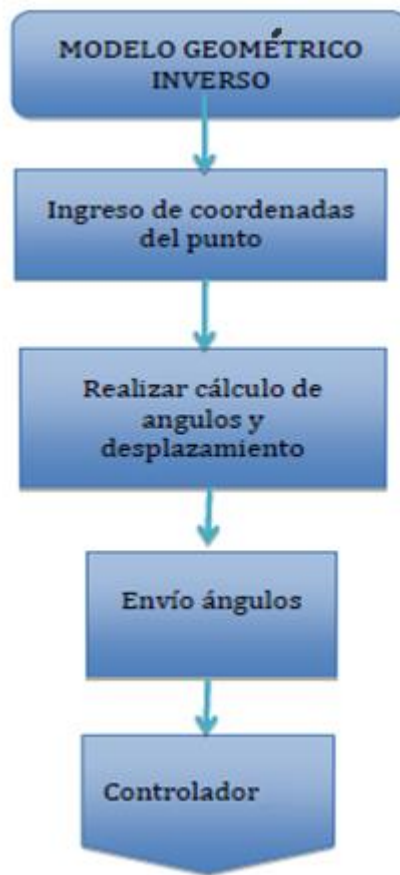 MODELO GEOMÉTRICO
INVERSO
Ingreso de coordenadas
del punto
Realizar cálculo de
angulos y
desplazamiento
Envío ángulos
Controlador